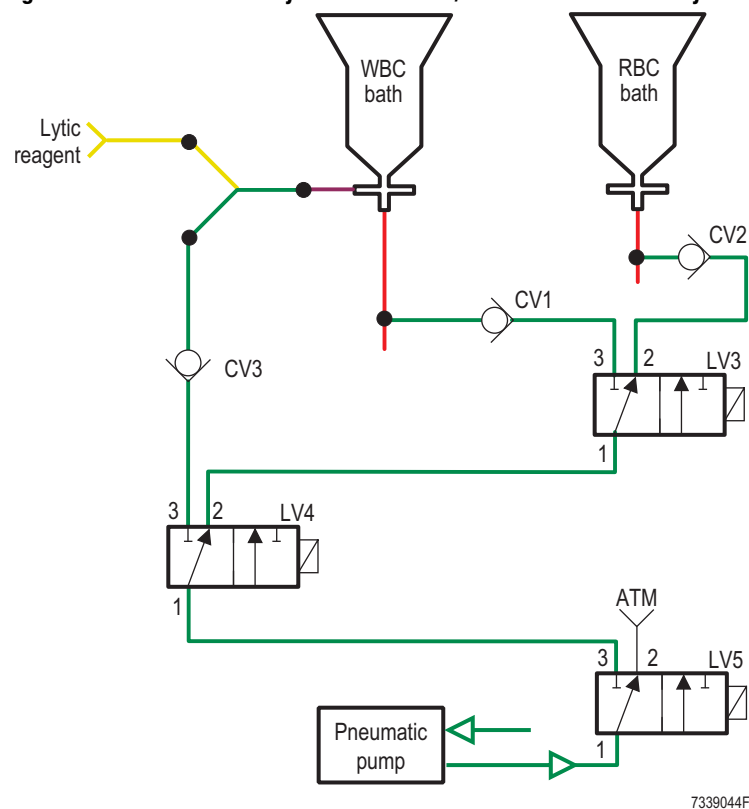 WBC
bath
RBC
bath
Lytic
reagent
CV2
CV1
3 2 LV3
CV3
1
3 2 LV4
1
ATM
3 2 LV5
1
Pneumatic
pump
7339044F